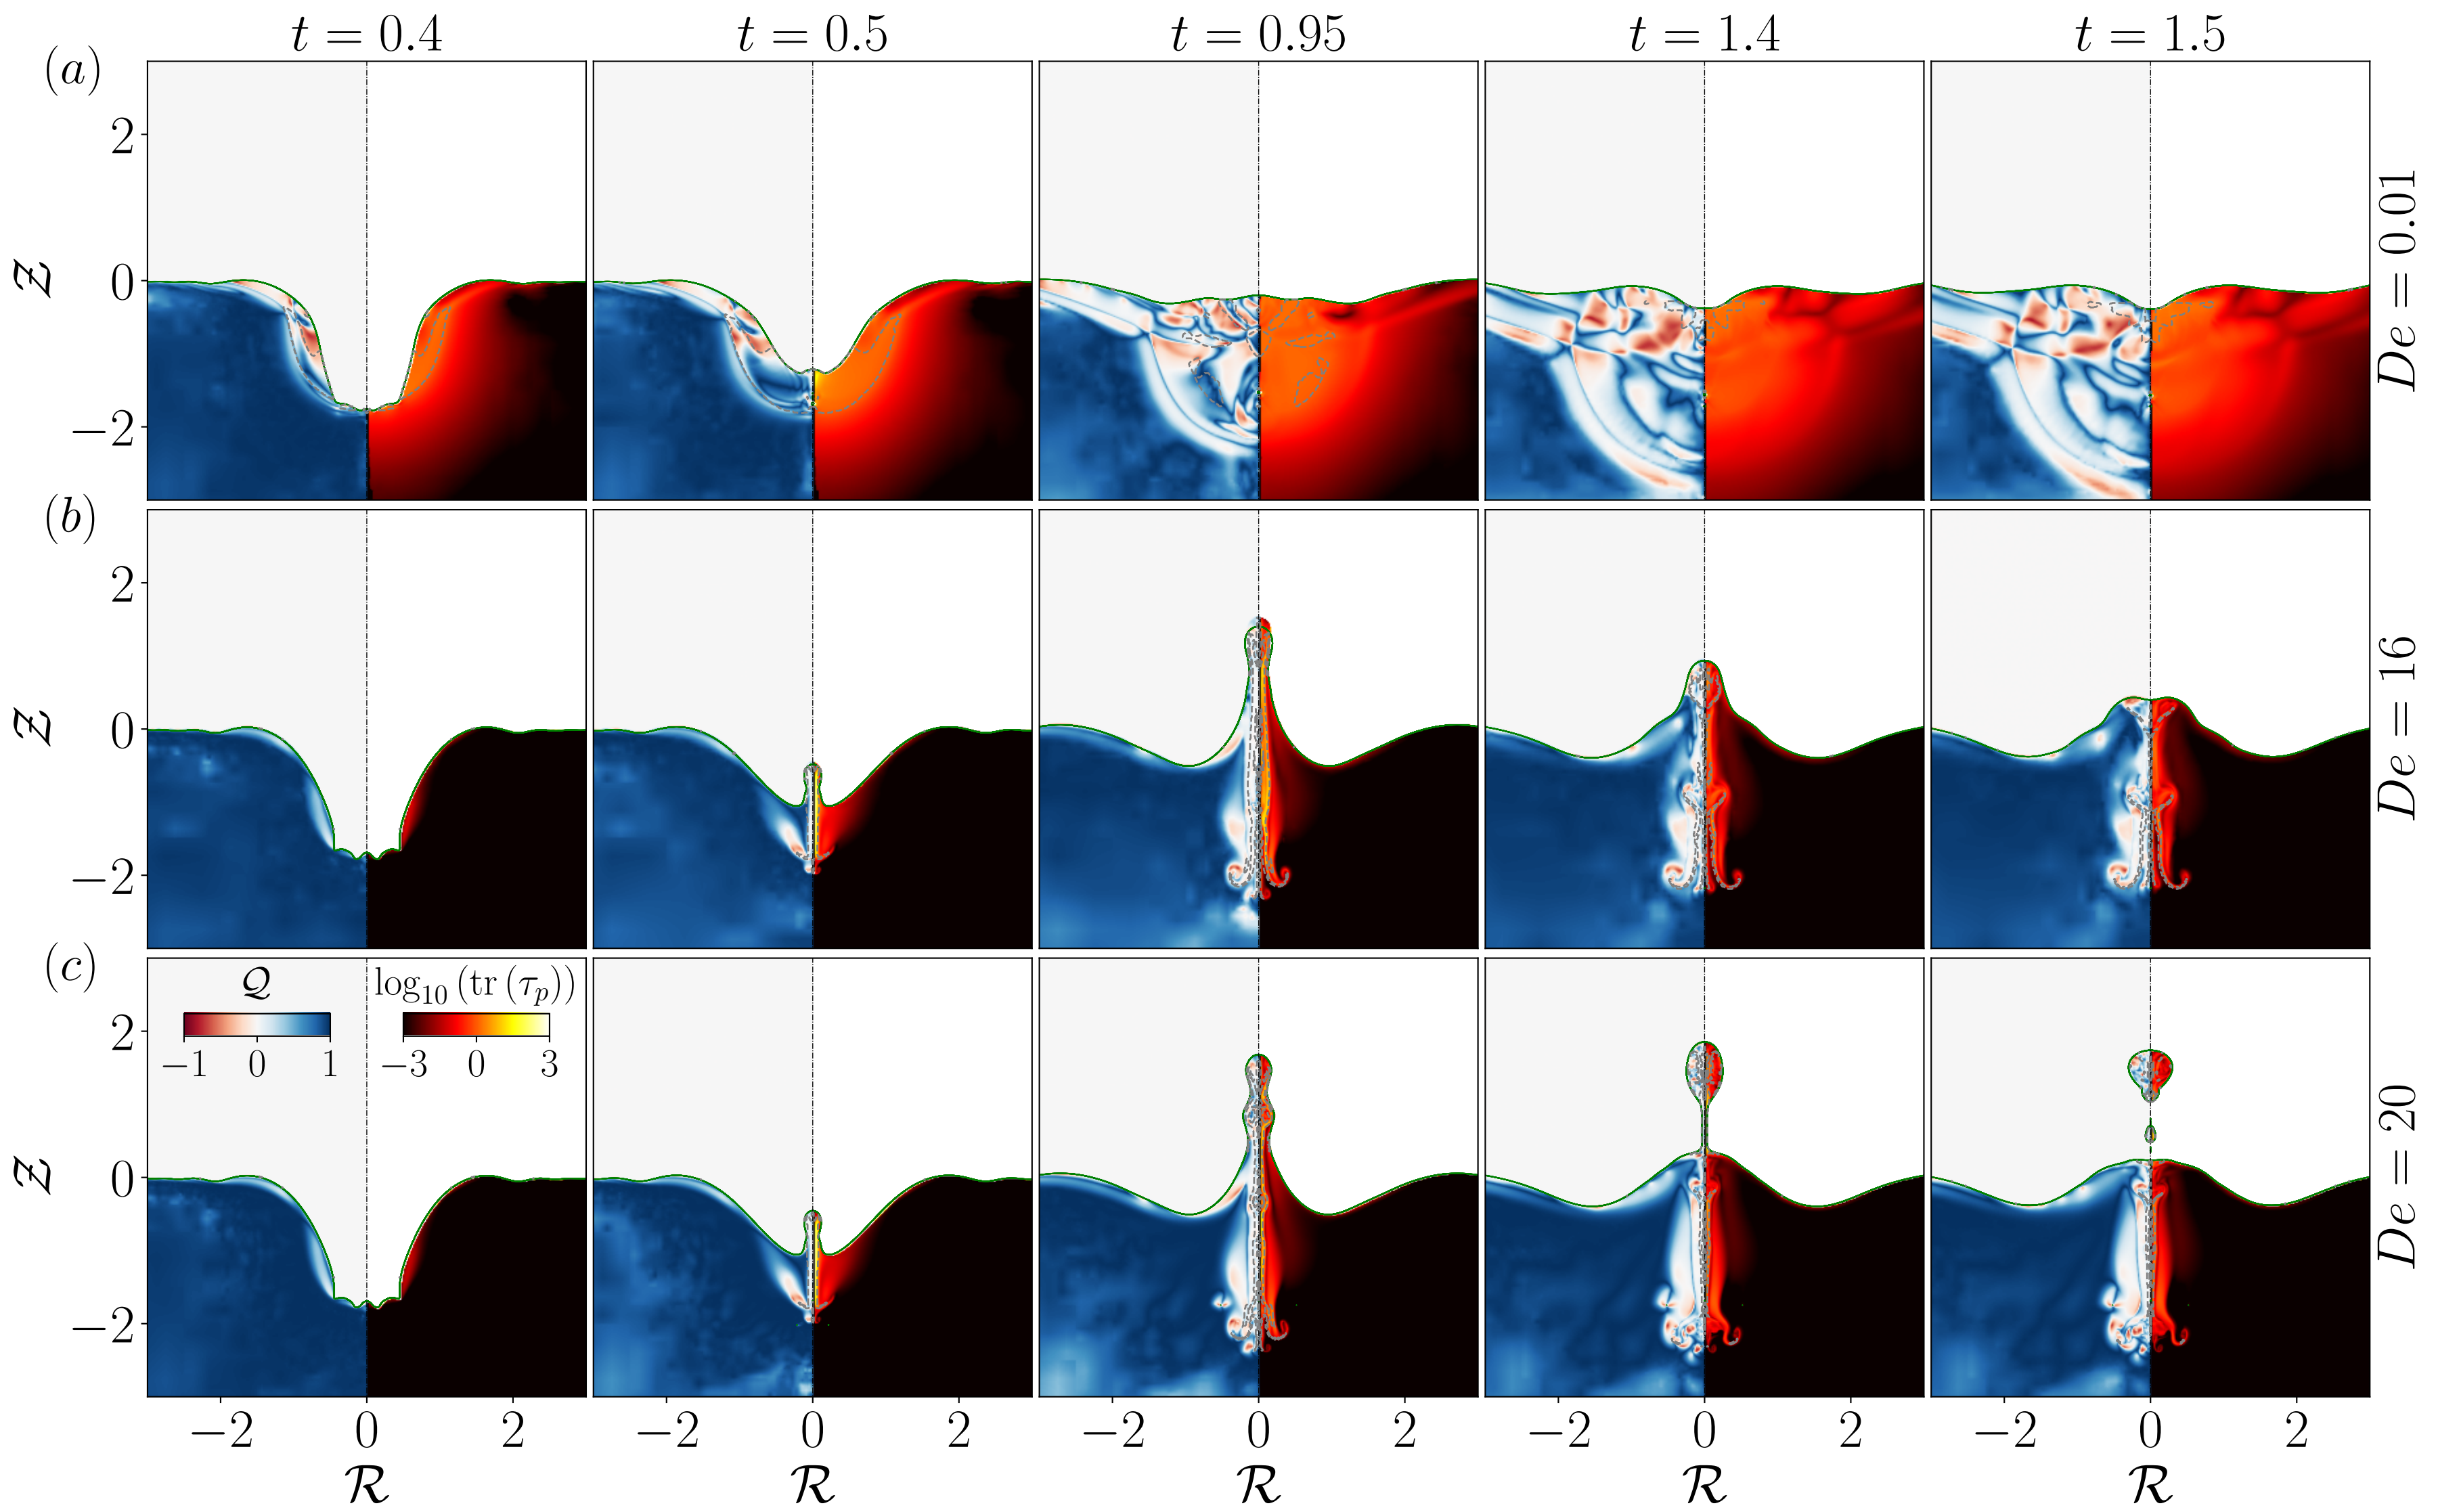 t = 0.4 t = 0.5 t = 0.95 t = 1.4 t = 1.5
(a)
2
0
−2
𝒵
De = 0.01
(b)
2
0
−2
𝒵
De = 16
(c)
𝒬 log₁₀ (tr (τₚ))
−1 0 1 −3 0 3
2
0
−2
𝒵
De = 20
−2 0 2 −2 0 2 −2 0 2 −2 0 2 −2 0 2
ℛ ℛ ℛ ℛ ℛ